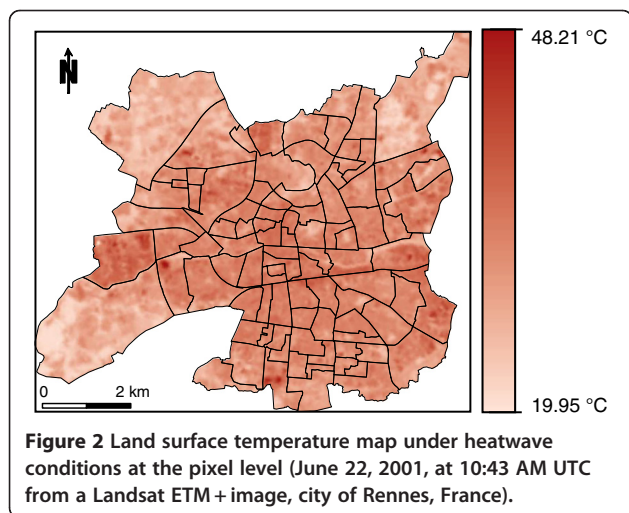 48.21 °C
N
0 2 km
19.95 °C
Figure 2 Land surface temperature map under heatwave
conditions at the pixel level (June 22, 2001, at 10:43 AM UTC
from a Landsat ETM + image, city of Rennes, France).